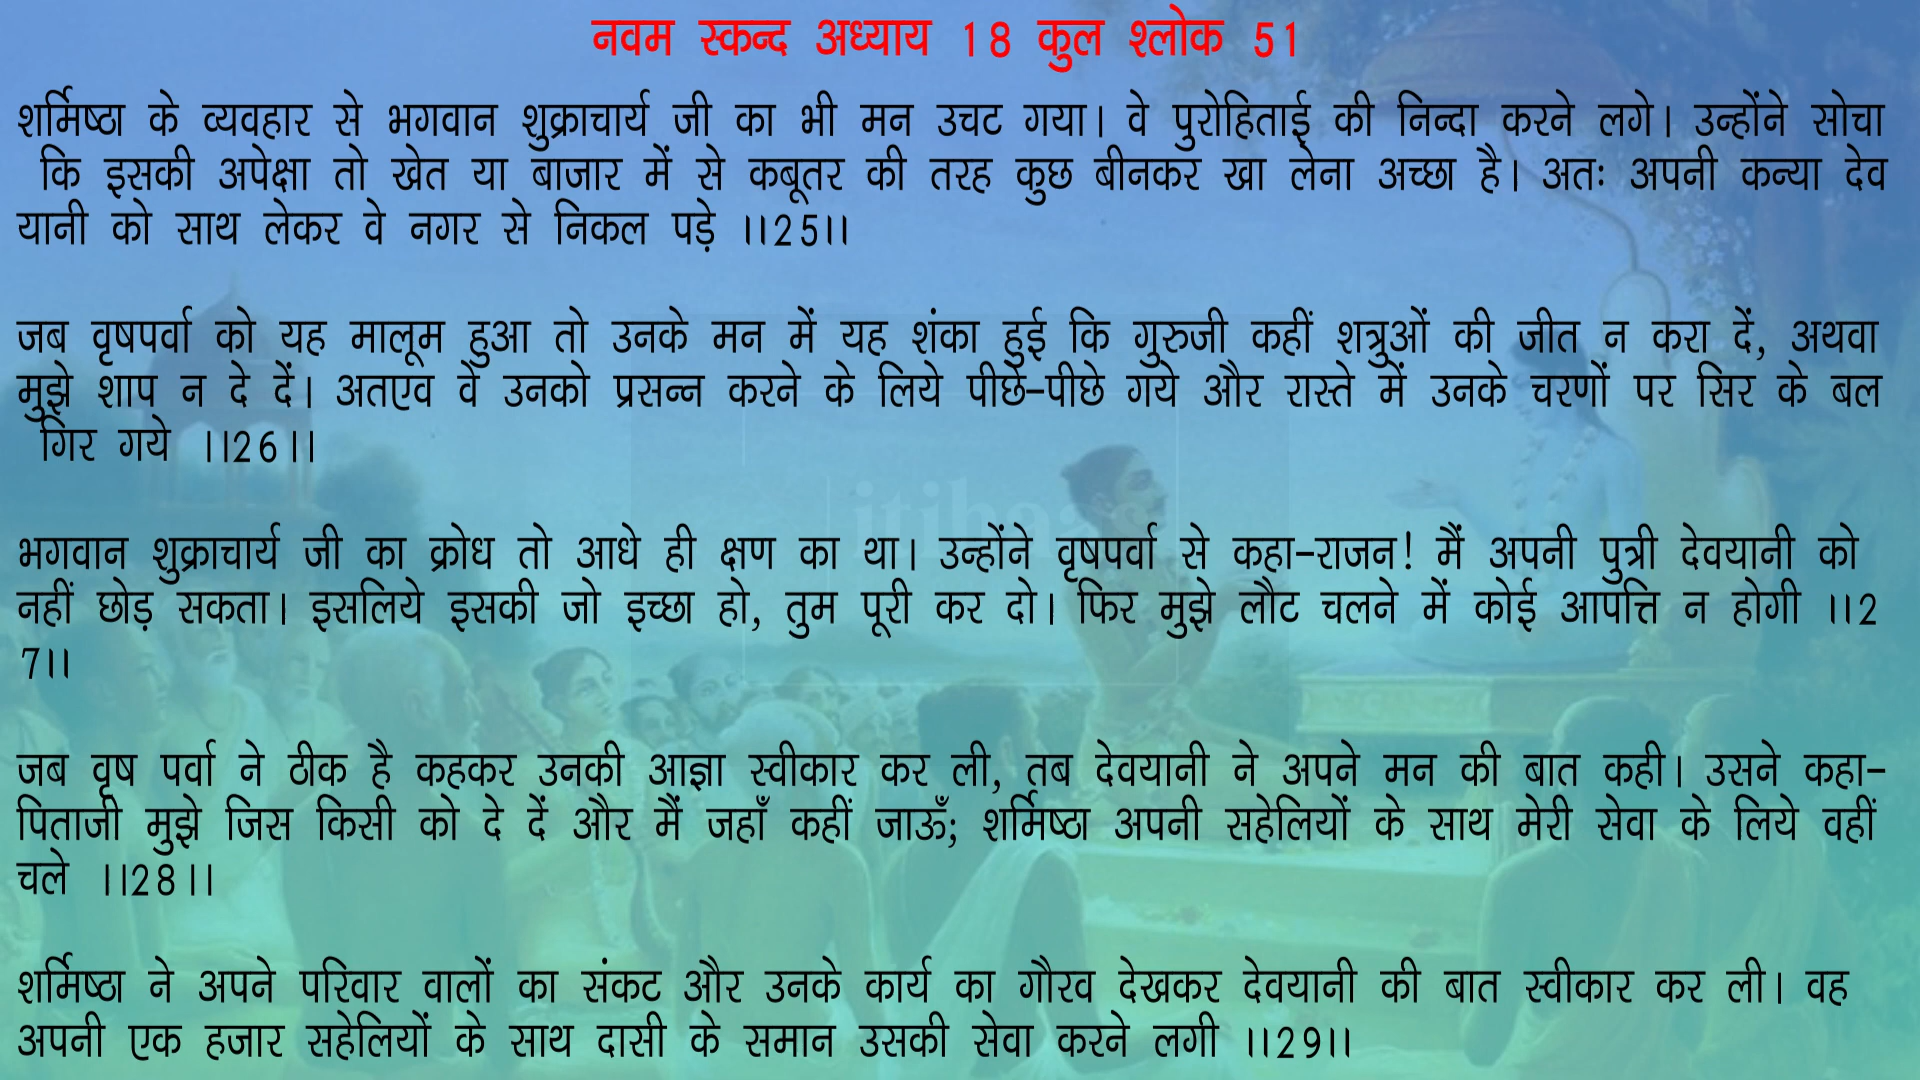 नवम स्कन्द अध्याय 18 कुल श्लोक 51
शर्मिष्ठा के व्यवहार से भगवान शुक्राचार्य जी का भी मन उचट गया। वे पुरोहिताई की निन्दा करने लगे। उन्होंने सोचा
कि इसकी अपेक्षा तो खेत या बाजार में से कबूतर की तरह कुछ बीनकर खा लेना अच्छा है। अतः अपनी कन्या देव
यानी को साथ लेकर वे नगर से निकल पड़े ।।25।।
जब वृषपर्वा को यह मालूम हुआ तो उनके मन में यह शंका हुई कि गुरुजी कहीं शत्रुओं की जीत न करा दें, अथवा
मुझे शाप न दे दें। अतएव वे उनको प्रसन्न करने के लिये पीछे-पीछे गये और रास्ते में उनके चरणों पर सिर के बल
गिर गये ।।26।।
भगवान शुक्राचार्य जी का क्रोध तो आधे ही क्षण का था। उन्होंने वृषपर्वा से कहा-राजन! मैं अपनी पुत्री देवयानी को
नहीं छोड़ सकता। इसलिये इसकी जो इच्छा हो, तुम पूरी कर दो। फिर मुझे लौट चलने में कोई आपत्ति न होगी ।।2
7।।
जब वृष पर्वा ने ठीक है कहकर उनकी आज्ञा स्वीकार कर ली, तब देवयानी ने अपने मन की बात कही। उसने कहा-
पिताजी मुझे जिस किसी को दे दें और मैं जहाँ कहीं जाऊँ; शर्मिष्ठा अपनी सहेलियों के साथ मेरी सेवा के लिये वहीं
चले ।।28।।
शर्मिष्ठा ने अपने परिवार वालों का संकट और उनके कार्य का गौरव देखकर देवयानी की बात स्वीकार कर ली। वह
अपनी एक हजार सहेलियों के साथ दासी के समान उसकी सेवा करने लगी ।।29।।